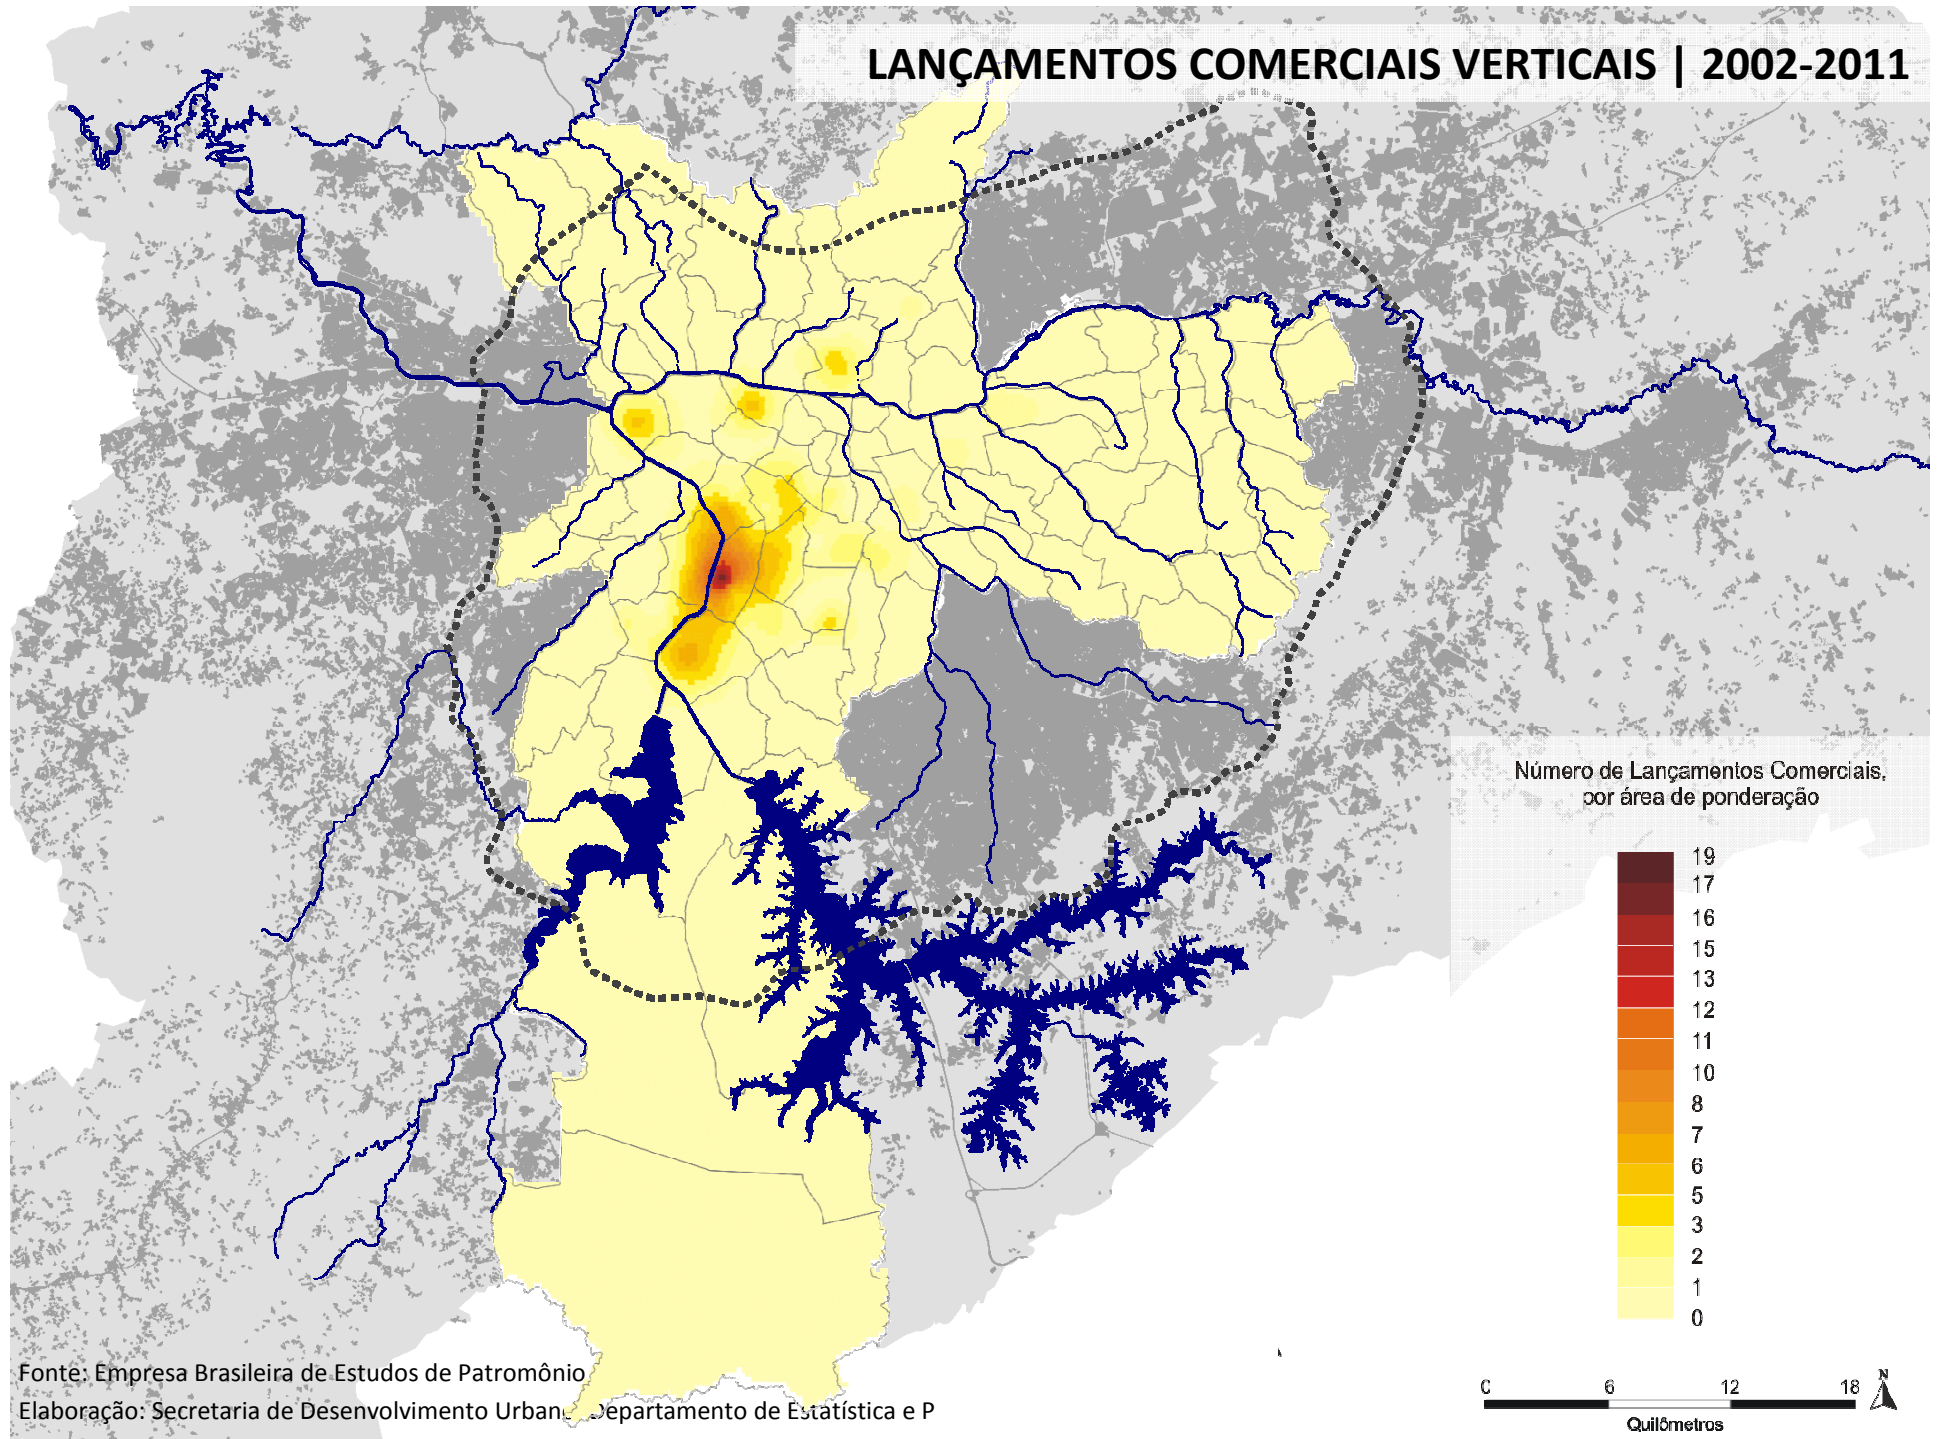 LANÇAMENTOS COMERCIAIS VERTICAIS | 2002-2011
Número de Lançamentos Comerciais,
por área de ponderação
19
17
16
15
13
12
11
10
8
7
6
5
3
2
1
0
Fonte: Empresa Brasileira de Estudos de Patromônio
Elaboração: Secretaria de Desenvolvimento Urbano Departamento de Estatística e P
0 6 12 18
N
Quilômetros